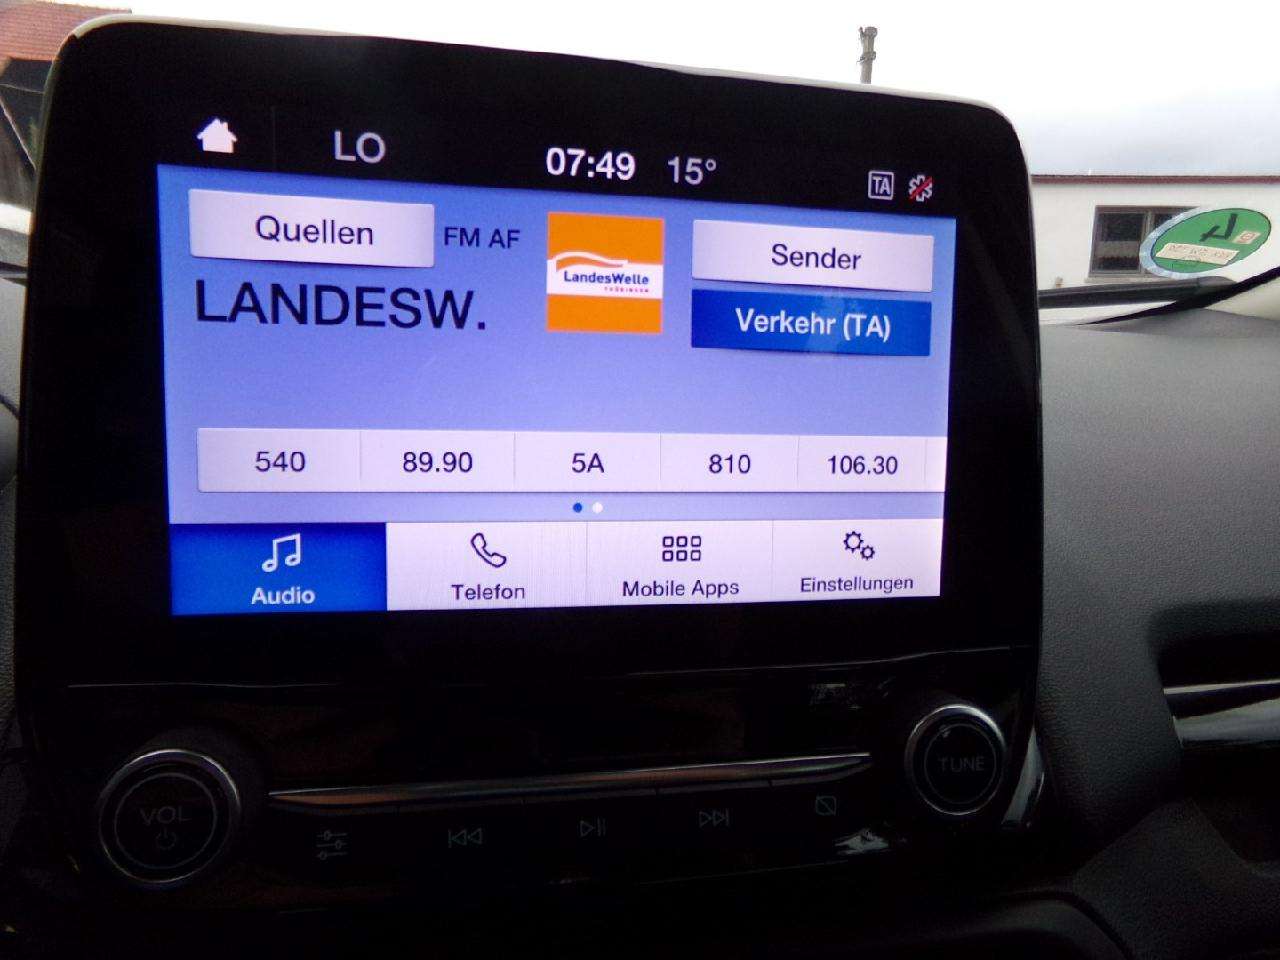 LO
07:49 15°
TA
Quellen
FM AF
LandesWelle
THÜRINGEN
Sender
LANDESW.
Verkehr (TA)
540
89.90
5A
810
106.30
Audio
Telefon
Mobile Apps
Einstellungen
VOL
TUNE